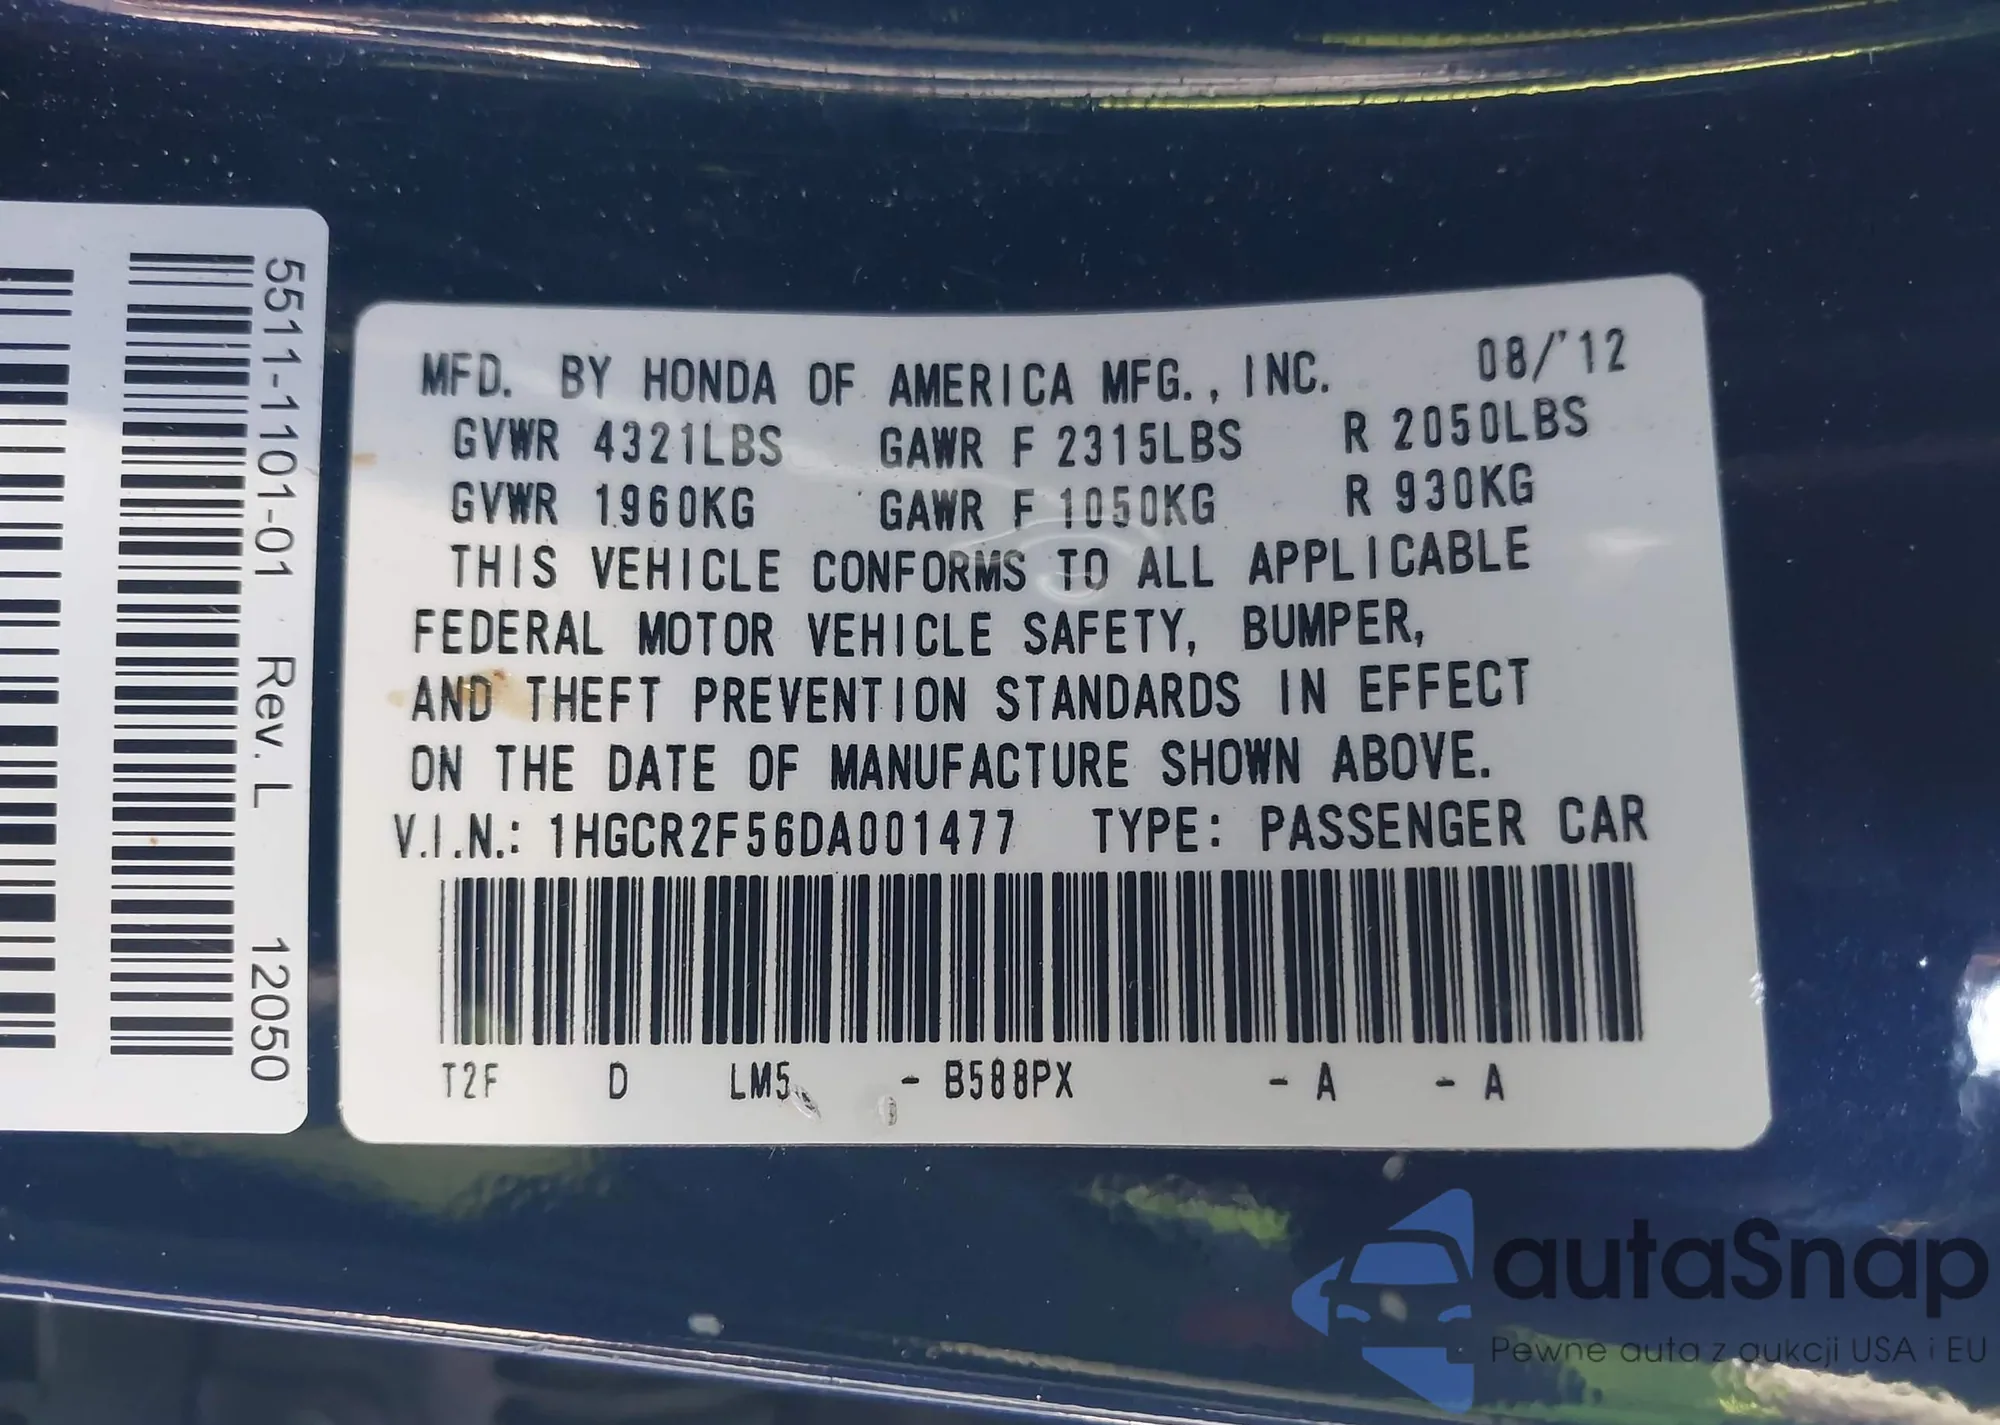 5511-1101-01 Rev. L 12050
MFD. BY HONDA OF AMERICA MFG., INC. 08/'12
GVWR 4321LBS GAWR F 2315LBS R 2050LBS
GVWR 1960KG GAWR F 1050KG R 930KG
THIS VEHICLE CONFORMS TO ALL APPLICABLE
FEDERAL MOTOR VEHICLE SAFETY, BUMPER,
AND THEFT PREVENTION STANDARDS IN EFFECT
ON THE DATE OF MANUFACTURE SHOWN ABOVE.
V.I.N.: 1HGCR2F56DA001477 TYPE: PASSENGER CAR
T2F D LM5 - B588PX - A - A
autaSnap
Pewne auta z aukcji USA i EU